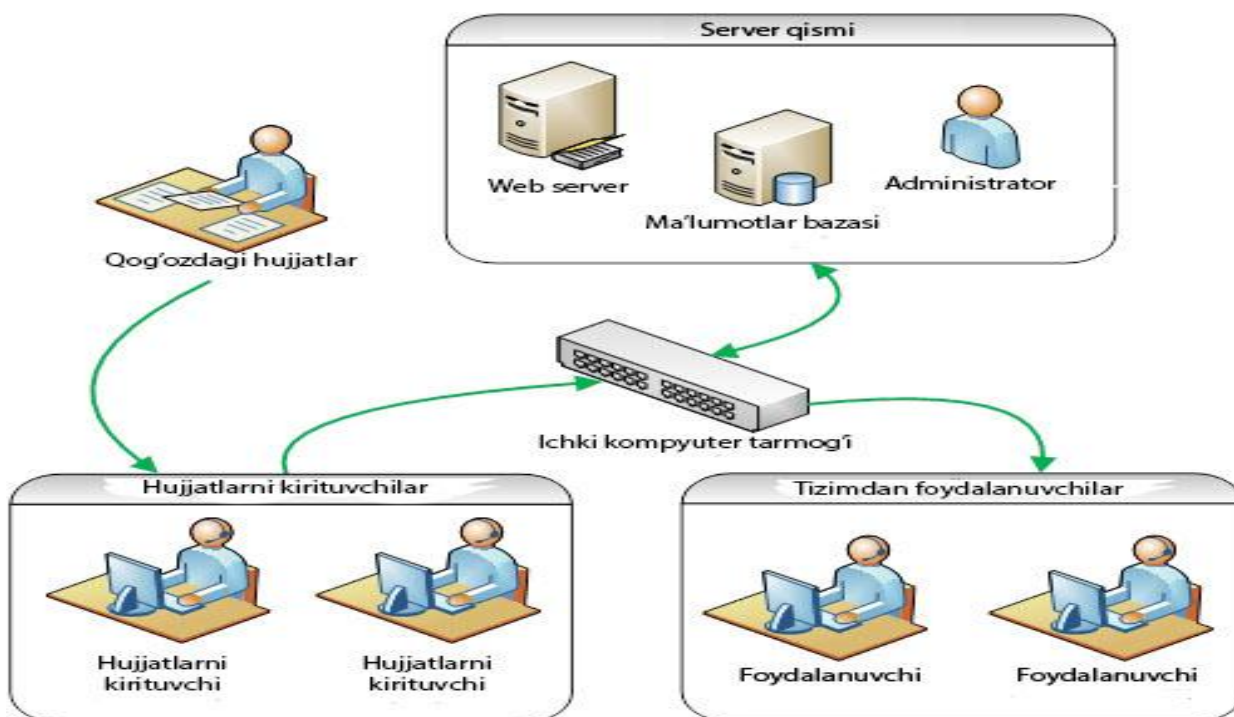 Server qismi
Web server
Ma'lumotlar
bazasi
Administrator
Qog'ozdagi hujjatlar
Ichki kompyuter tarmog'i
Hujjatlarni kirituvchilar
Hujjatlarni
kirituvchi
Hujjatlarni
kirituvchi
Tizimdan foydalanuvchilar
Foydalanuvchi
Foydalanuvchi